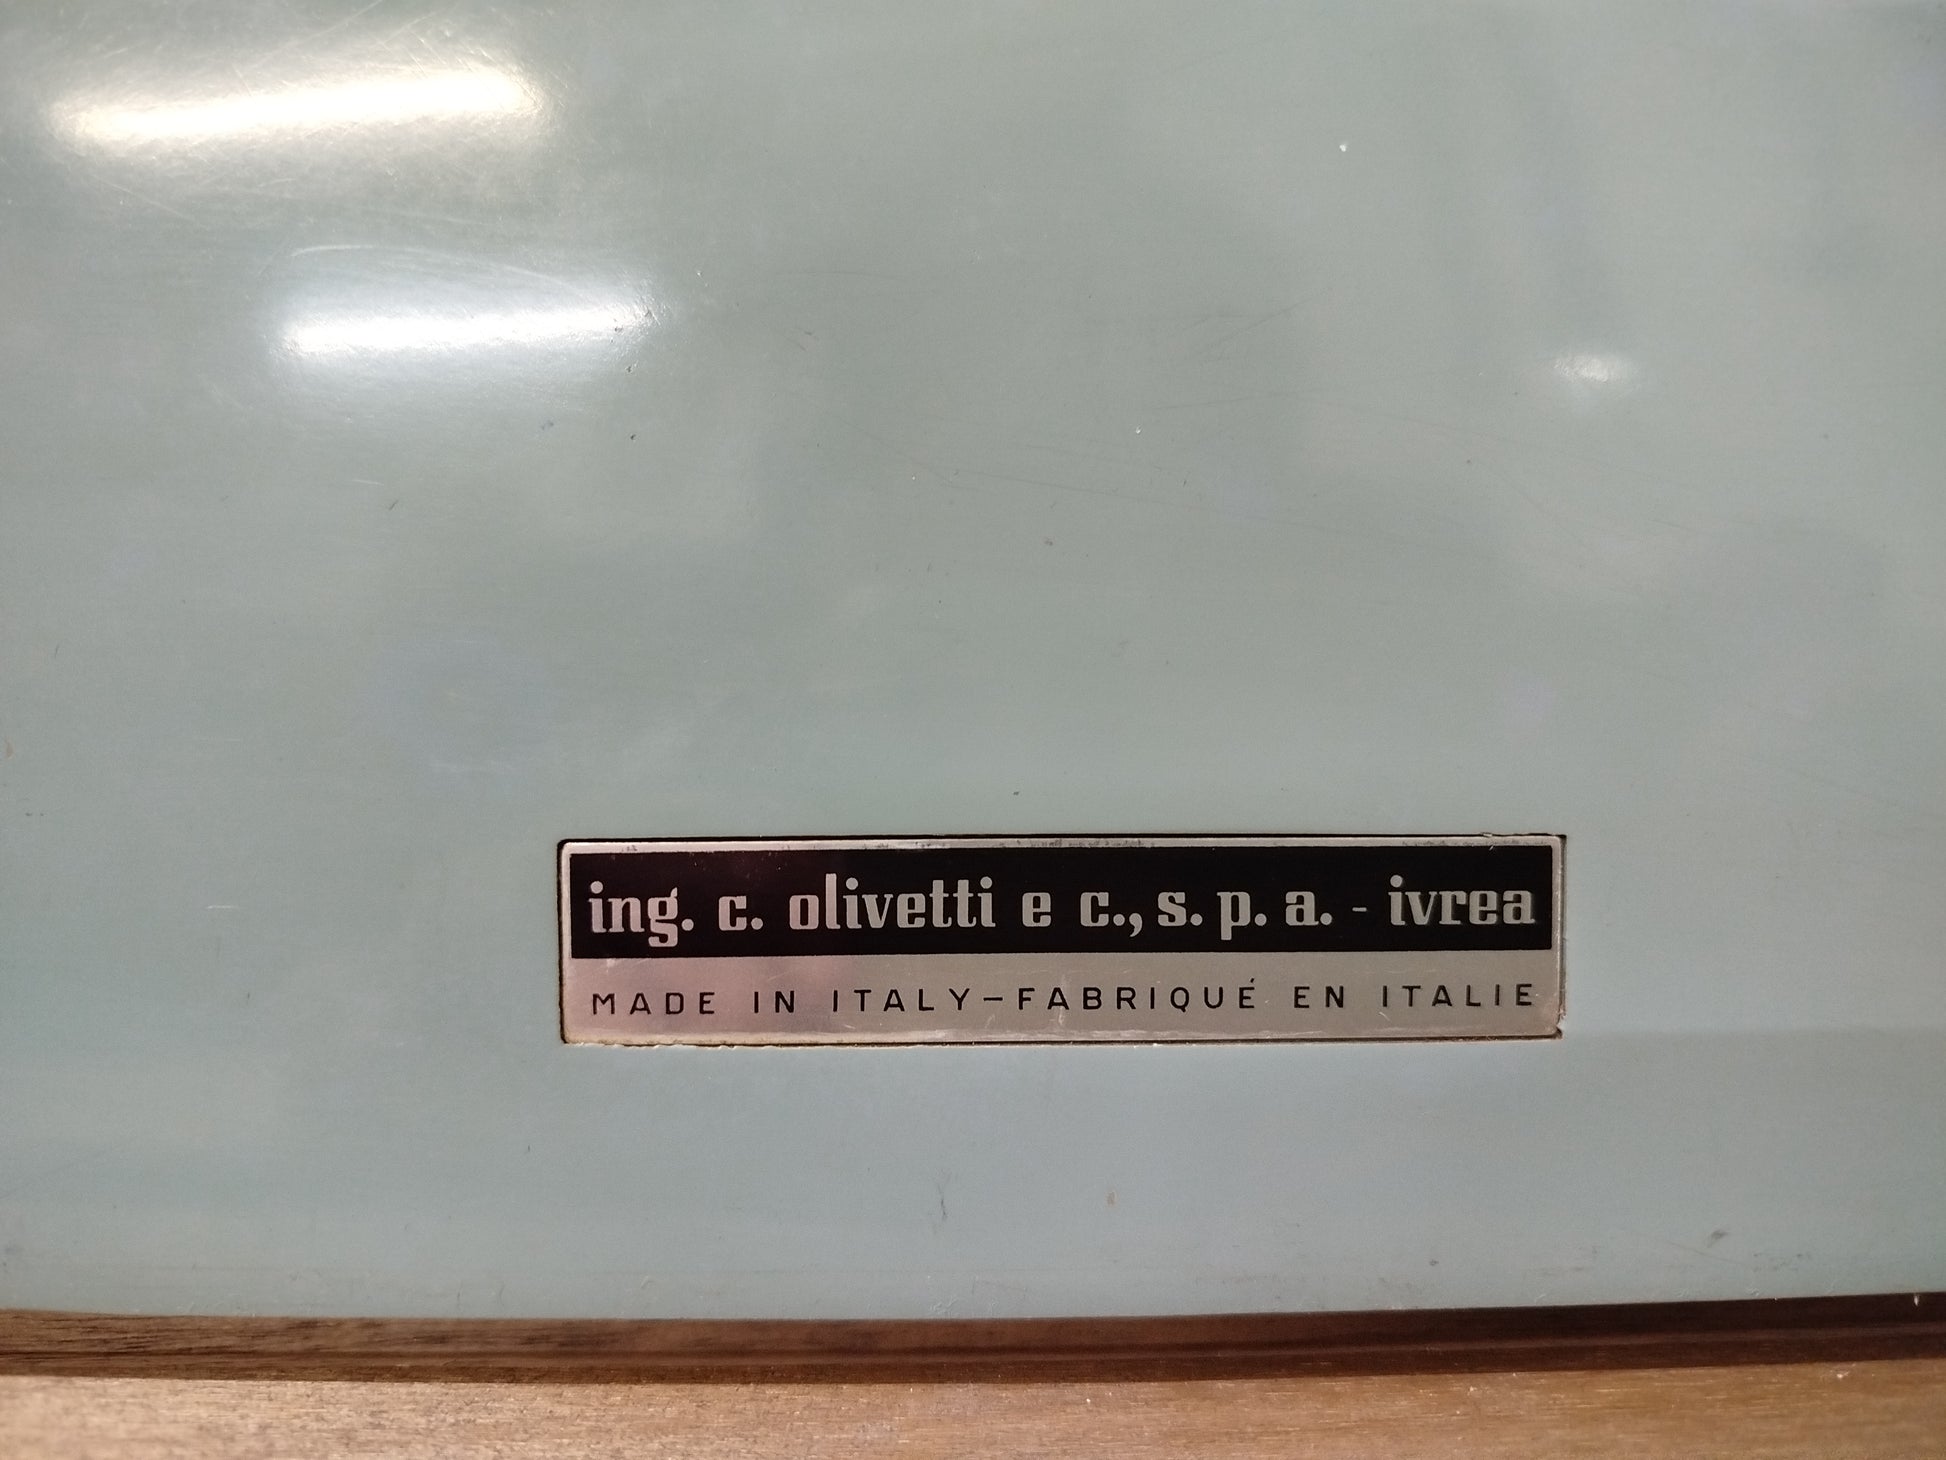 ing. c. olivetti e c., s. p. a. - ivrea
MADE IN ITALY–FABRIQUÉ EN ITALIE